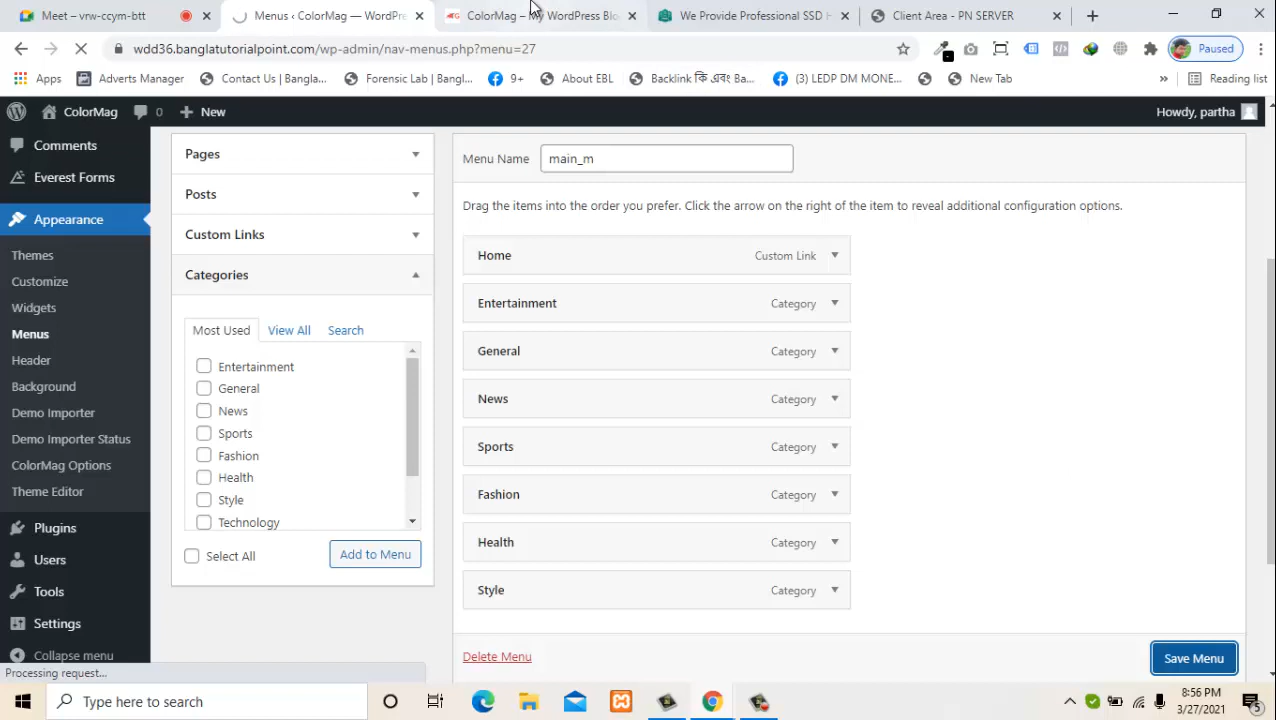 Meet – vrw-ccym-btt
Menus ‹ ColorMag — WordPre
ColorMag – My WordPress Blo
We Provide Professional SSD H
Client Area - PN SERVER
wdd36.banglatutorialpoint.com/wp-admin/nav-menus.php?menu=27
Paused
Apps
Adverts Manager
Contact Us | Bangla...
Forensic Lab | Bangl...
9+
About EBL
Backlink কি এবং Ba...
(3) LEDP DM MONE...
New Tab
»
Reading list
ColorMag
0
New
Howdy, partha
Comments
Everest Forms
Appearance
Themes
Customize
Widgets
Menus
Header
Background
Demo Importer
Demo Importer Status
ColorMag Options
Theme Editor
Plugins
Users
Tools
Settings
Collapse menu
Processing request...
Pages
Posts
Custom Links
Categories
Most Used
View All
Search
Entertainment
General
News
Sports
Fashion
Health
Style
Technology
Select All
Add to Menu
Menu Name
main_m
Drag the items into the order you prefer. Click the arrow on the right of the item to reveal additional configuration options.
Home Custom Link
Entertainment Category
General Category
News Category
Sports Category
Fashion Category
Health Category
Style Category
Delete Menu
Save Menu
Type here to search
8:56 PM
3/27/2021
5